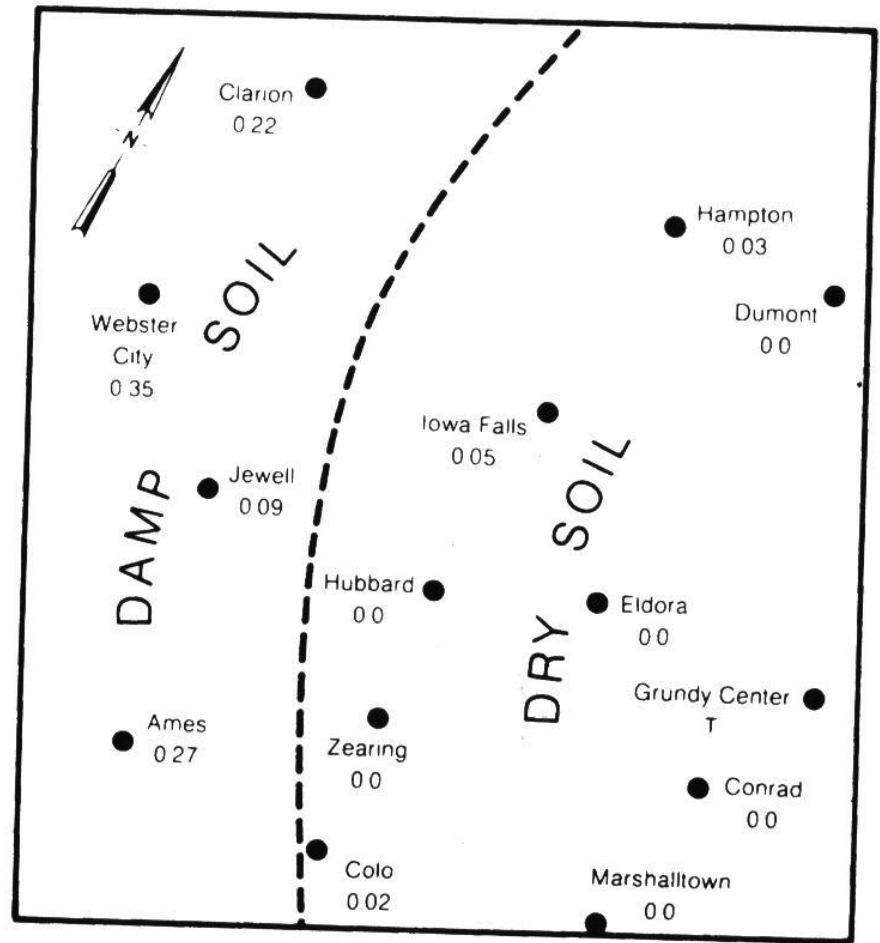 Clarion
0 22
N
Hampton
0 03
SOIL
Dumont
0 0
Webster
City
0 35
Iowa Falls
0 05
DAMP
Jewell
0 09
SOIL
Hubbard
0 0
Eldora
0 0
DRY
Grundy Center
T
Ames
0 27
Zearing
0 0
Conrad
0 0
Colo
0 02
Marshalltown
0 0